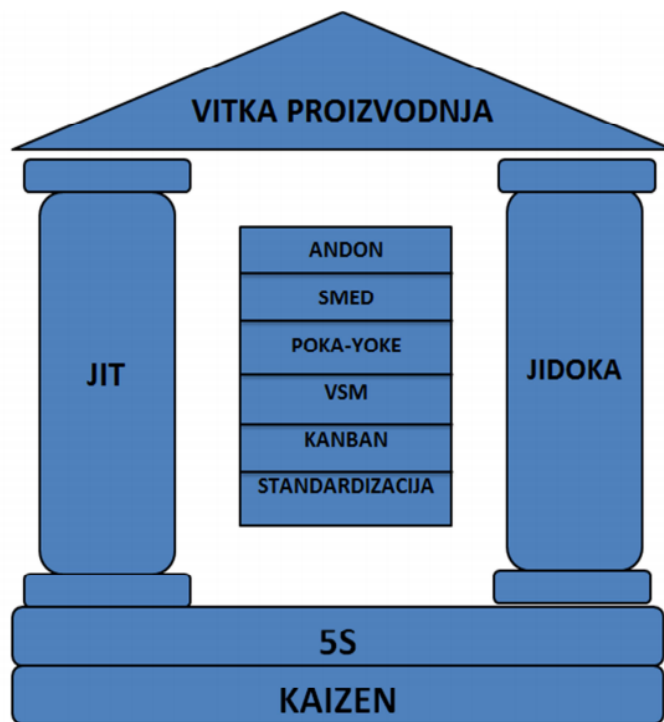 VITKA PROIZVODNJA
ANDON
SMED
POKA-YOKE
JIT
JIDOKA
VSM
KANBAN
STANDARDIZACIJA
5S
KAIZEN